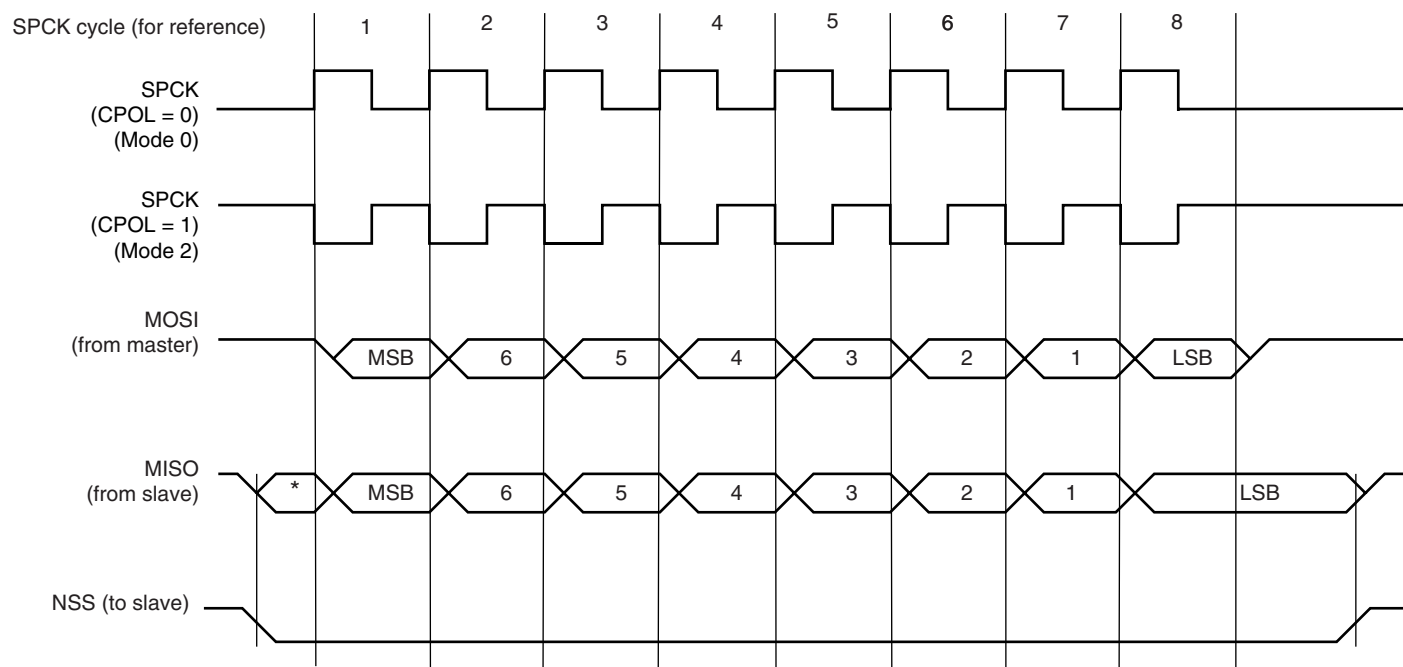 SPCK cycle (for reference) 1 2 3 4 5 6 7 8
SPCK
(CPOL = 0)
(Mode 0)
SPCK
(CPOL = 1)
(Mode 2)
MOSI
(from master)
MSB 6 5 4 3 2 1 LSB
MISO
(from slave)
* MSB 6 5 4 3 2 1 LSB
NSS (to slave)